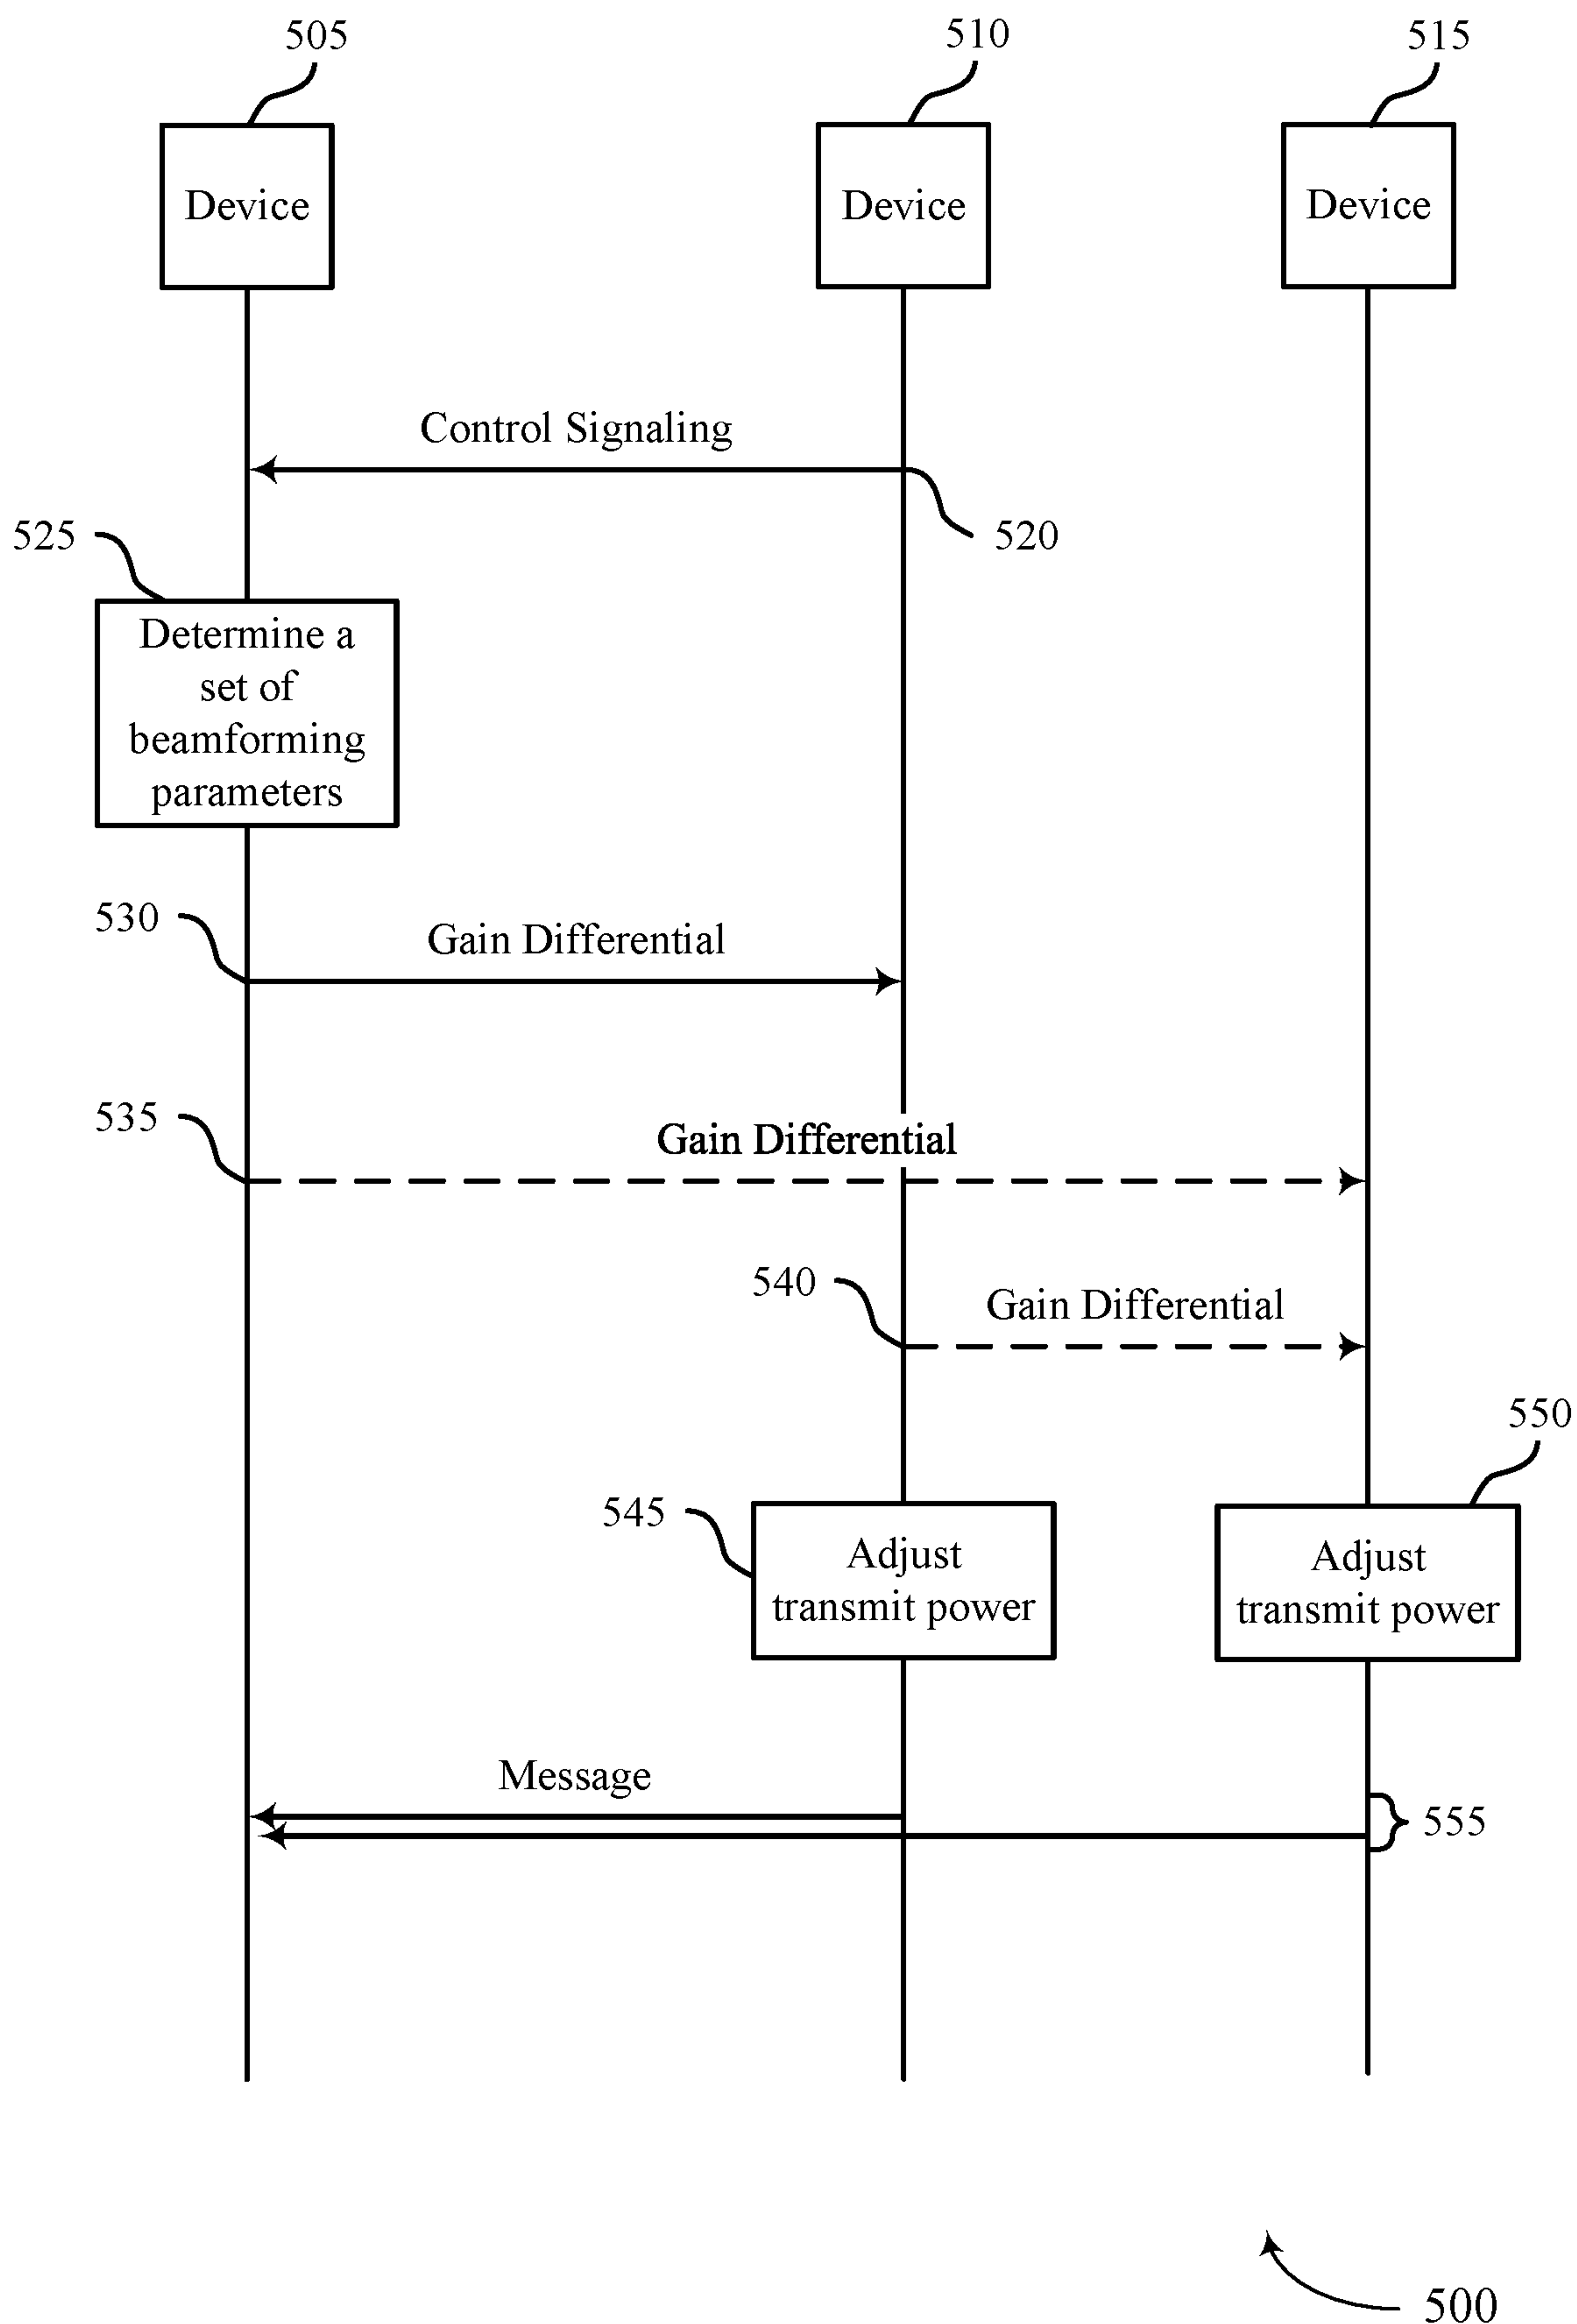 505
510
515
Device
Device
Device
Control Signaling
525
520
Determine a
set of
beamforming
parameters
530
Gain Differential
535
Gain Differential
540
Gain Differential
550
545
Adjust
transmit power
Adjust
transmit power
Message
555
500